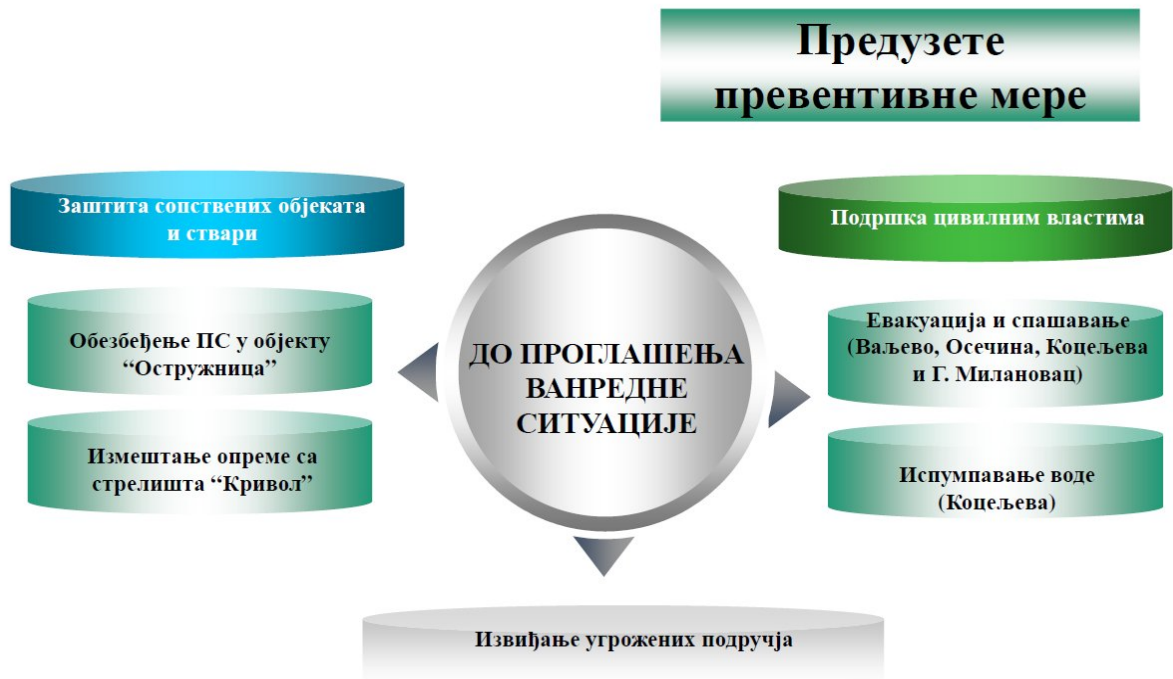 Предузете
превентивне мере
Заштита сопствених објеката
и ствари
Обезбеђење ПС у објекту
“Остружница”
Измештање опреме са
стрелишта “Кривол”
ДО ПРОГЛАШЕЊА
ВАНРЕДНЕ
СИТУАЦИЈЕ
Подршка цивилним властима
Евакуација и спашавање
(Ваљево, Осечина, Коцељева
и Г. Милановац)
Испумпавање воде
(Коцељева)
Извиђање угрожених подручја